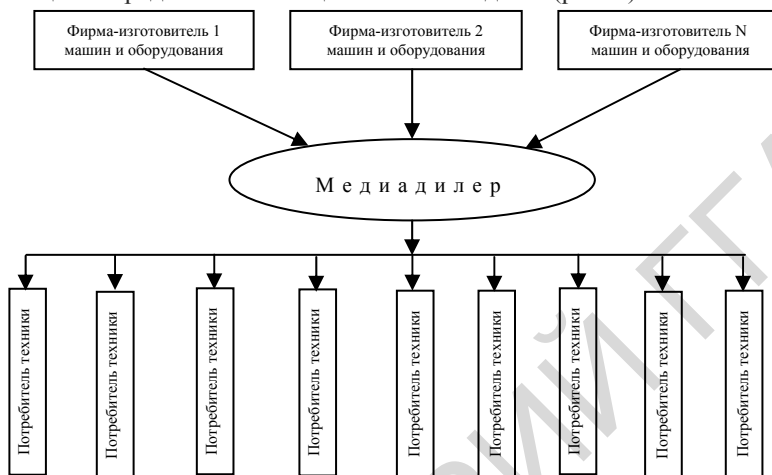 Фирма-изготовитель 1
машин и оборудования
Фирма-изготовитель 2
машин и оборудования
Фирма-изготовитель N
машин и оборудования
Медиадилер
Потребитель техники
Потребитель техники
Потребитель техники
Потребитель техники
Потребитель техники
Потребитель техники
Потребитель техники
Потребитель техники
Потребитель техники